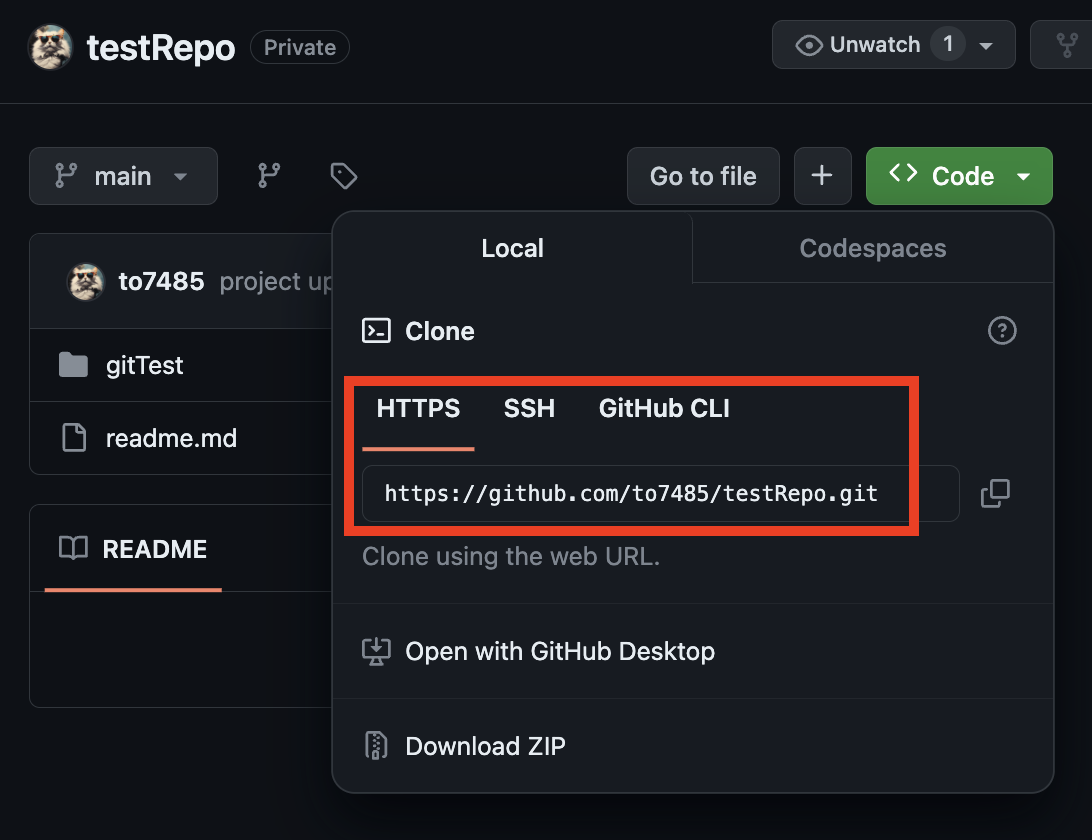 testRepo Private Unwatch 1
main Go to file + Code
Local Codespaces
to7485 project up
Clone
gitTest
HTTPS SSH GitHub CLI
readme.md
https://github.com/to7485/testRepo.git
README
Clone using the web URL.
Open with GitHub Desktop
Download ZIP